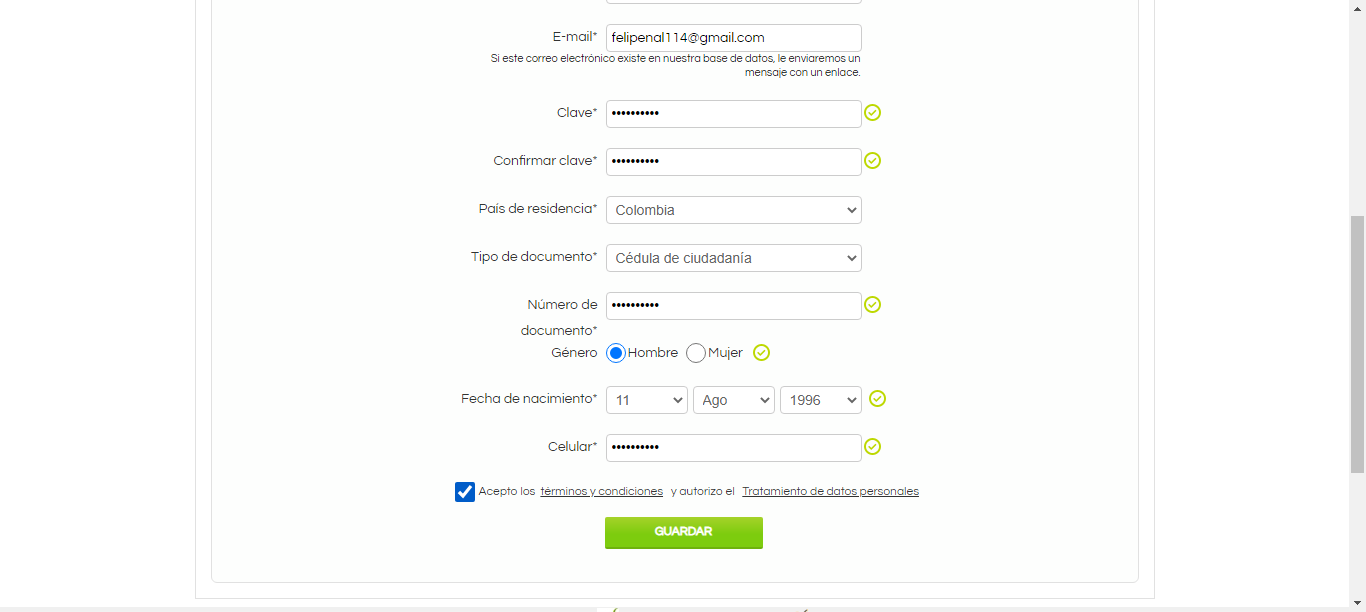 E-mail* felipenal114@gmail.com
Si este correo electrónico existe en nuestra base de datos, le enviaremos un
mensaje con un enlace.
Clave* ••••••••••
Confirmar clave* ••••••••••
País de residencia* Colombia
Tipo de documento* Cédula de ciudadanía
Número de ••••••••••
documento*
Género Hombre Mujer
Fecha de nacimiento* 11 Ago 1996
Celular* ••••••••••
Acepto los términos y condiciones y autorizo el Tratamiento de datos personales
GUARDAR